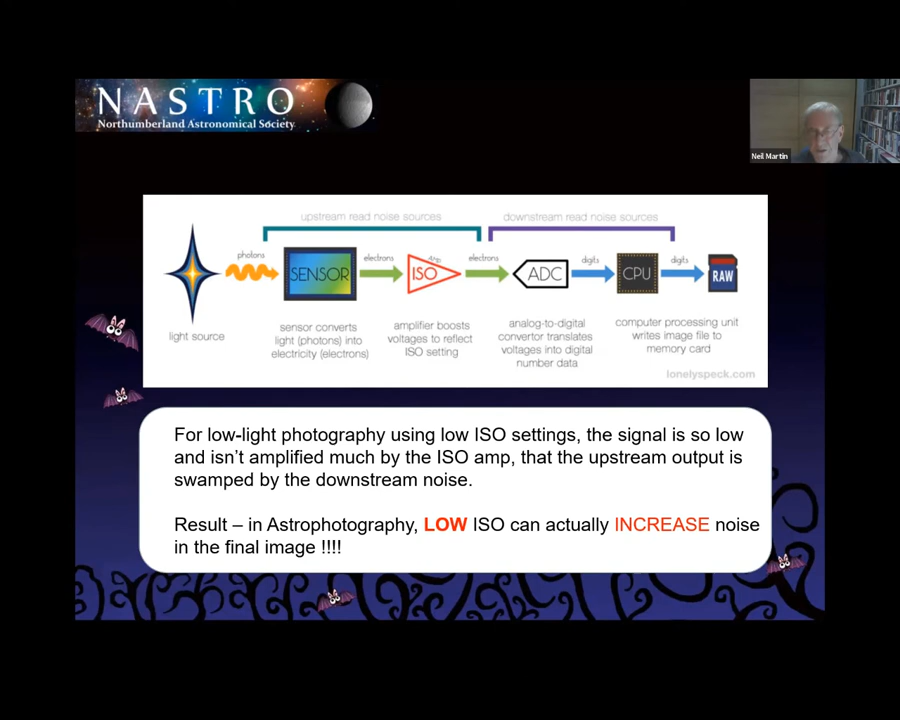 NASTRO
Northumberland Astronomical Society
Neil Martin
upstream read noise sources
downstream read noise sources
photons
electrons
Amp
electrons
digits
digits
SENSOR
ISO
ADC
CPU
RAW
light source
sensor converts
light (photons) into
electricity (electrons)
amplifier boosts
voltages to reflect
ISO setting
analog-to-digital
convertor translates
voltages into digital
number data
computer processing unit
writes image file to
memory card
lonelyspeck.com
For low-light photography using low ISO settings, the signal is so low
and isn’t amplified much by the ISO amp, that the upstream output is
swamped by the downstream noise.
Result – in Astrophotography, LOW ISO can actually INCREASE noise
in the final image !!!!